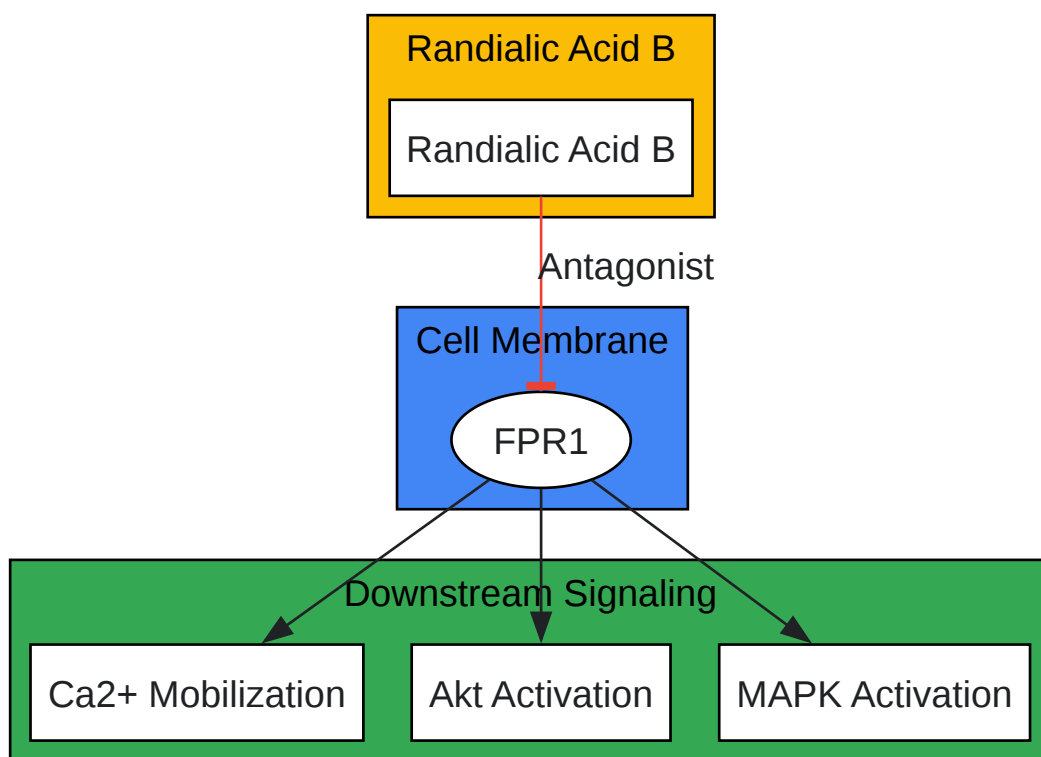 Randialic Acid B
Randialic Acid B
Antagonist
Cell Membrane
FPR1
Downstream Signaling
Ca2+ Mobilization
Akt Activation
MAPK Activation